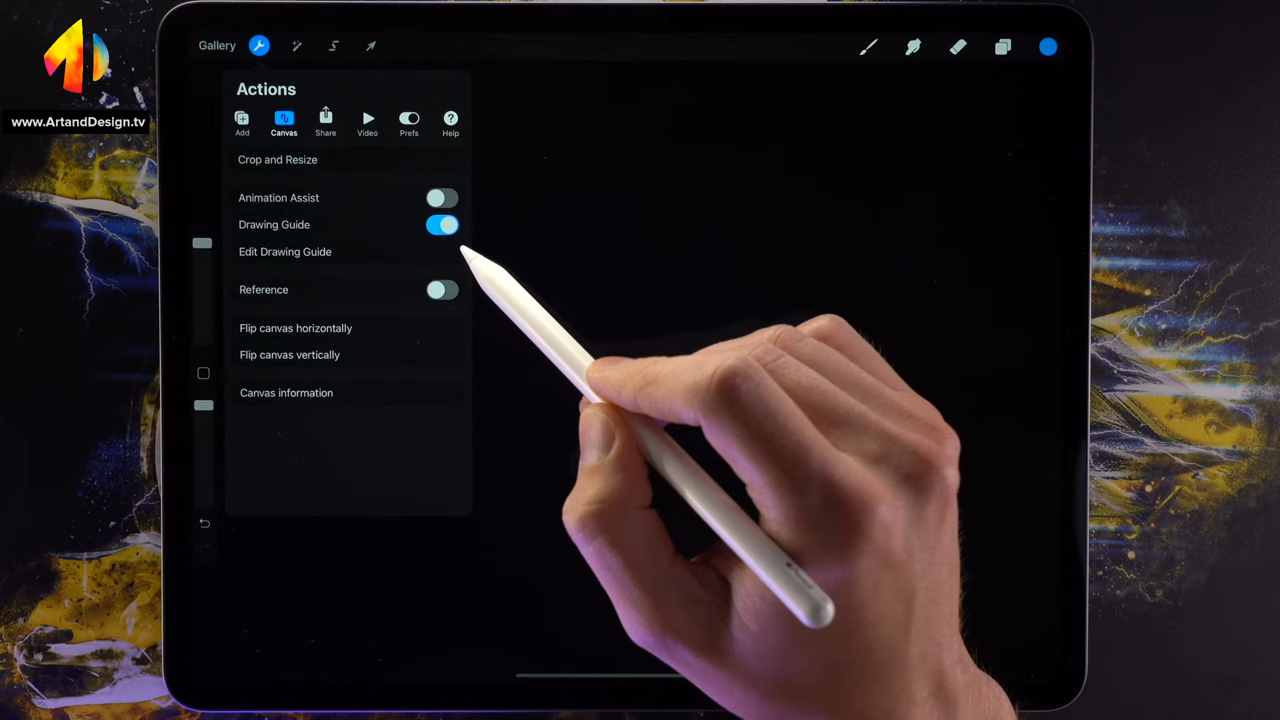 www.ArtandDesign.tv
Gallery
Actions
Add Canvas Share Video Prefs Help
Crop and Resize
Animation Assist
Drawing Guide
Edit Drawing Guide
Reference
Flip canvas horizontally
Flip canvas vertically
Canvas information